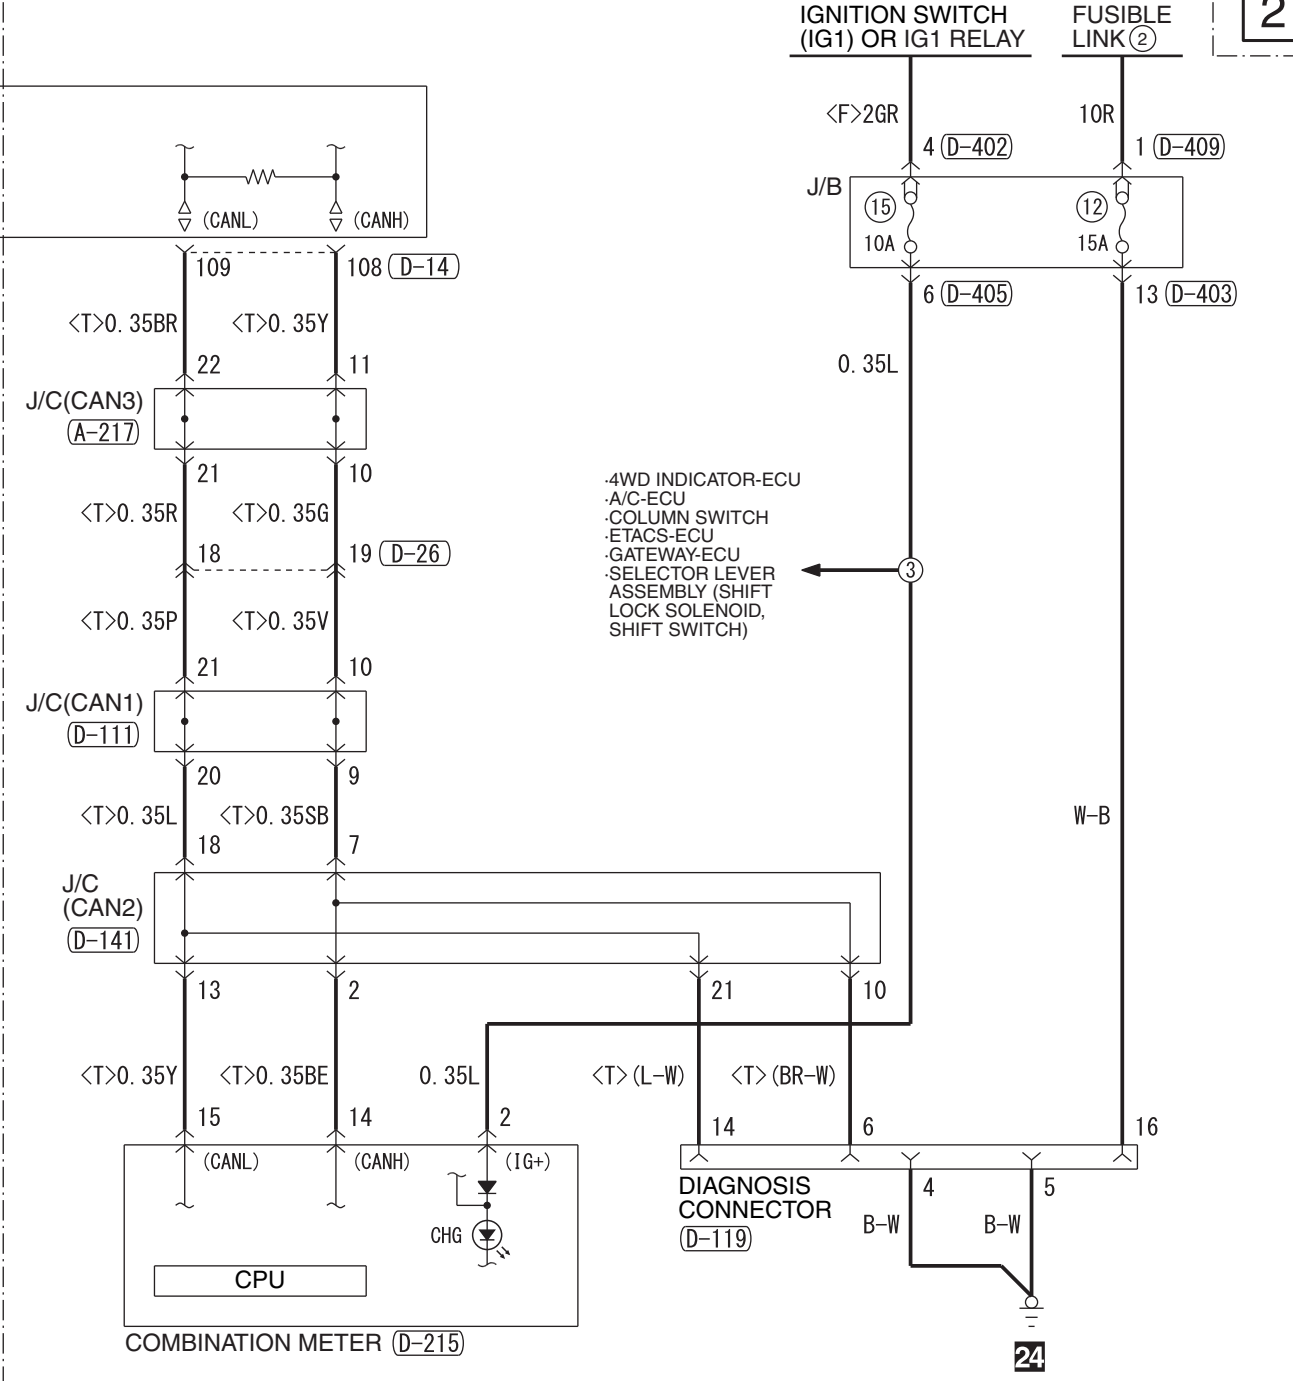 IGNITION SWITCH
(IG1) OR IG1 RELAY
FUSIBLE
LINK ②
2
<F>2GR
10R
4 (D-402)
1 (D-409)
J/B
⑮
10A
⑫
15A
(CANL)
(CANH)
109
108 (D-14)
6 (D-405)
13 (D-403)
<T>0.35BR
<T>0.35Y
0.35L
22
11
J/C(CAN3)
(A-217)
21
10
<T>0.35R
<T>0.35G
18
19 (D-26)
·4WD INDICATOR-ECU
·A/C-ECU
·COLUMN SWITCH
·ETACS-ECU
·GATEWAY-ECU
·SELECTOR LEVER
ASSEMBLY (SHIFT
LOCK SOLENOID,
SHIFT SWITCH)
③
<T>0.35P
<T>0.35V
21
10
J/C(CAN1)
(D-111)
20
9
<T>0.35L
<T>0.35SB
W-B
18
7
J/C
(CAN2)
(D-141)
13
2
21
10
<T>0.35Y
<T>0.35BE
0.35L
<T>(L-W)
<T>(BR-W)
15
14
2
14
6
16
(CANL)
(CANH)
(IG+)
CHG
CPU
COMBINATION METER (D-215)
DIAGNOSIS
CONNECTOR
(D-119)
4
5
B-W
B-W
24